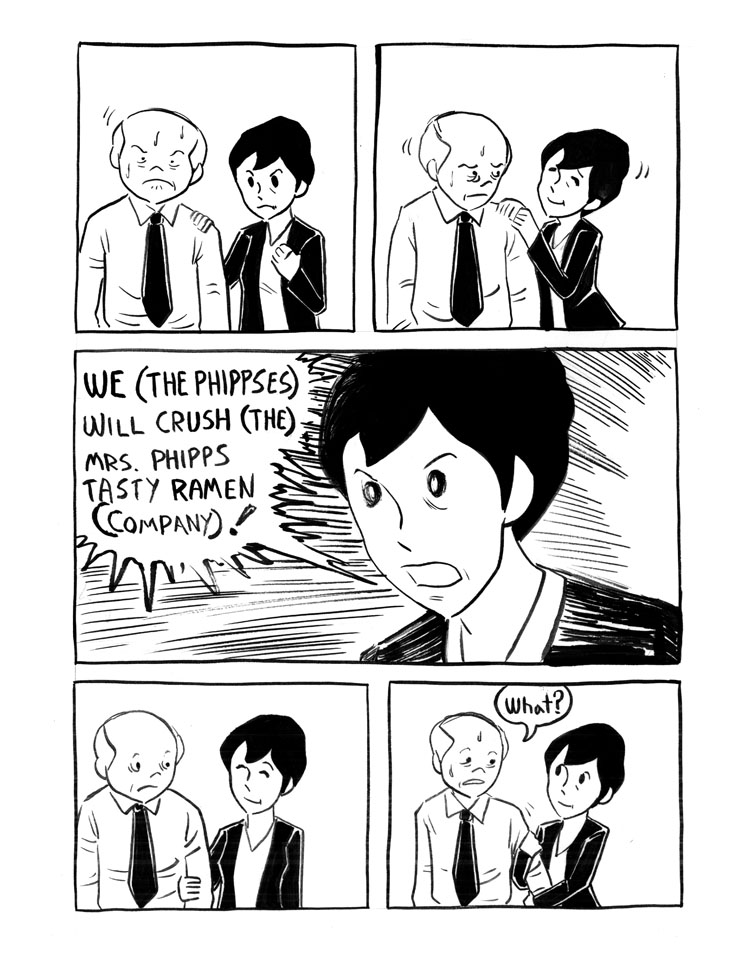 WE (THE PHIPPSES)
WILL CRUSH (THE)
MRS. PHIPPS
TASTY RAMEN
(COMPANY)!
What?